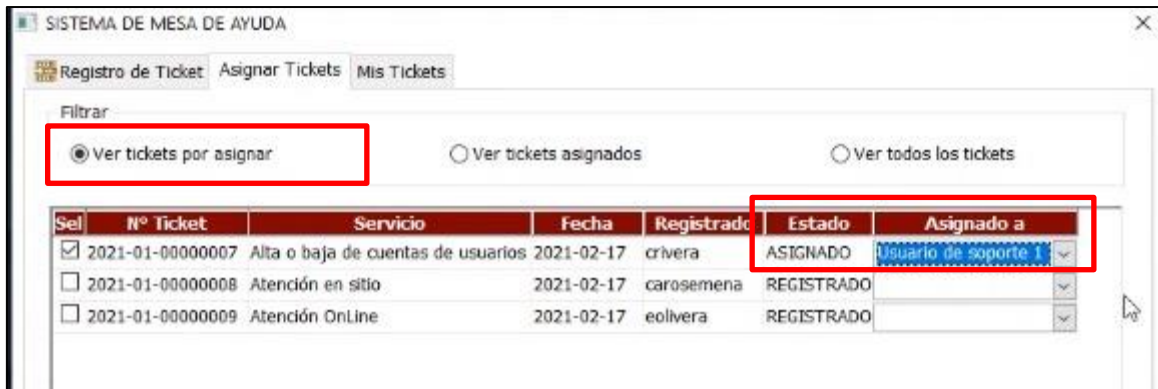 SISTEMA DE MESA DE AYUDA
Registro de Ticket Asignar Tickets Mis Tickets
Filtrar
Ver tickets por asignar Ver tickets asignados Ver todos los tickets
Sel Nº Ticket Servicio Fecha Registrado Estado Asignado a
2021-01-00000007 Alta o baja de cuentas de usuarios 2021-02-17 crivera ASIGNADO Usuario de soporte 1
2021-01-00000008 Atención en sitio 2021-02-17 carosemena REGISTRADO
2021-01-00000009 Atención OnLine 2021-02-17 eolivera REGISTRADO